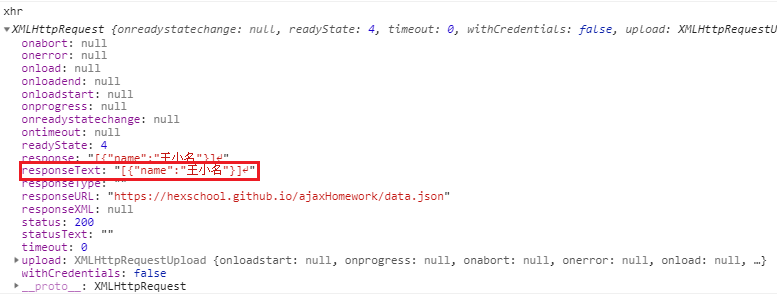 xhr
▼XMLHttpRequest {onreadystatechange: null, readyState: 4, timeout: 0, withCredentials: false, upload: XMLHttpRequestU
onabort: null
onerror: null
onload: null
onloadend: null
onloadstart: null
onprogress: null
onreadystatechange: null
ontimeout: null
readyState: 4
response: "[{"name":"王小名"}]↵"
responseText: "[{"name":"王小名"}]↵"
responseType: ""
responseURL: "https://hexschool.github.io/ajaxHomework/data.json"
responseXML: null
status: 200
statusText: ""
timeout: 0
▶upload: XMLHttpRequestUpload {onloadstart: null, onprogress: null, onabort: null, onerror: null, onload: null, …}
withCredentials: false
▶__proto__: XMLHttpRequest